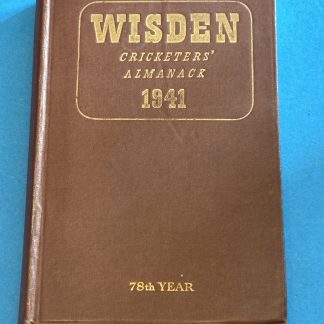 WISDEN
CRICKETERS'
ALMANACK
1941
78th YEAR